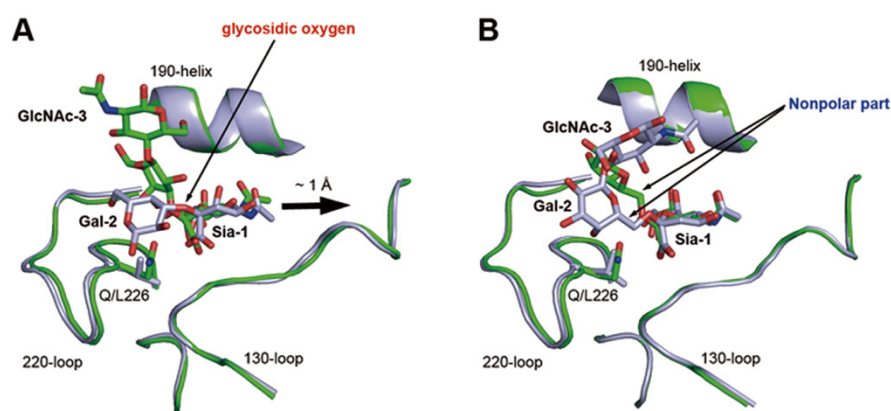 A
glycosidic oxygen
190-helix
GlcNAc-3
~ 1 Å
Gal-2
Sia-1
Q/L226
220-loop
130-loop
B
190-helix
Nonpolar part
GlcNAc-3
Gal-2
Sia-1
Q/L226
220-loop
130-loop